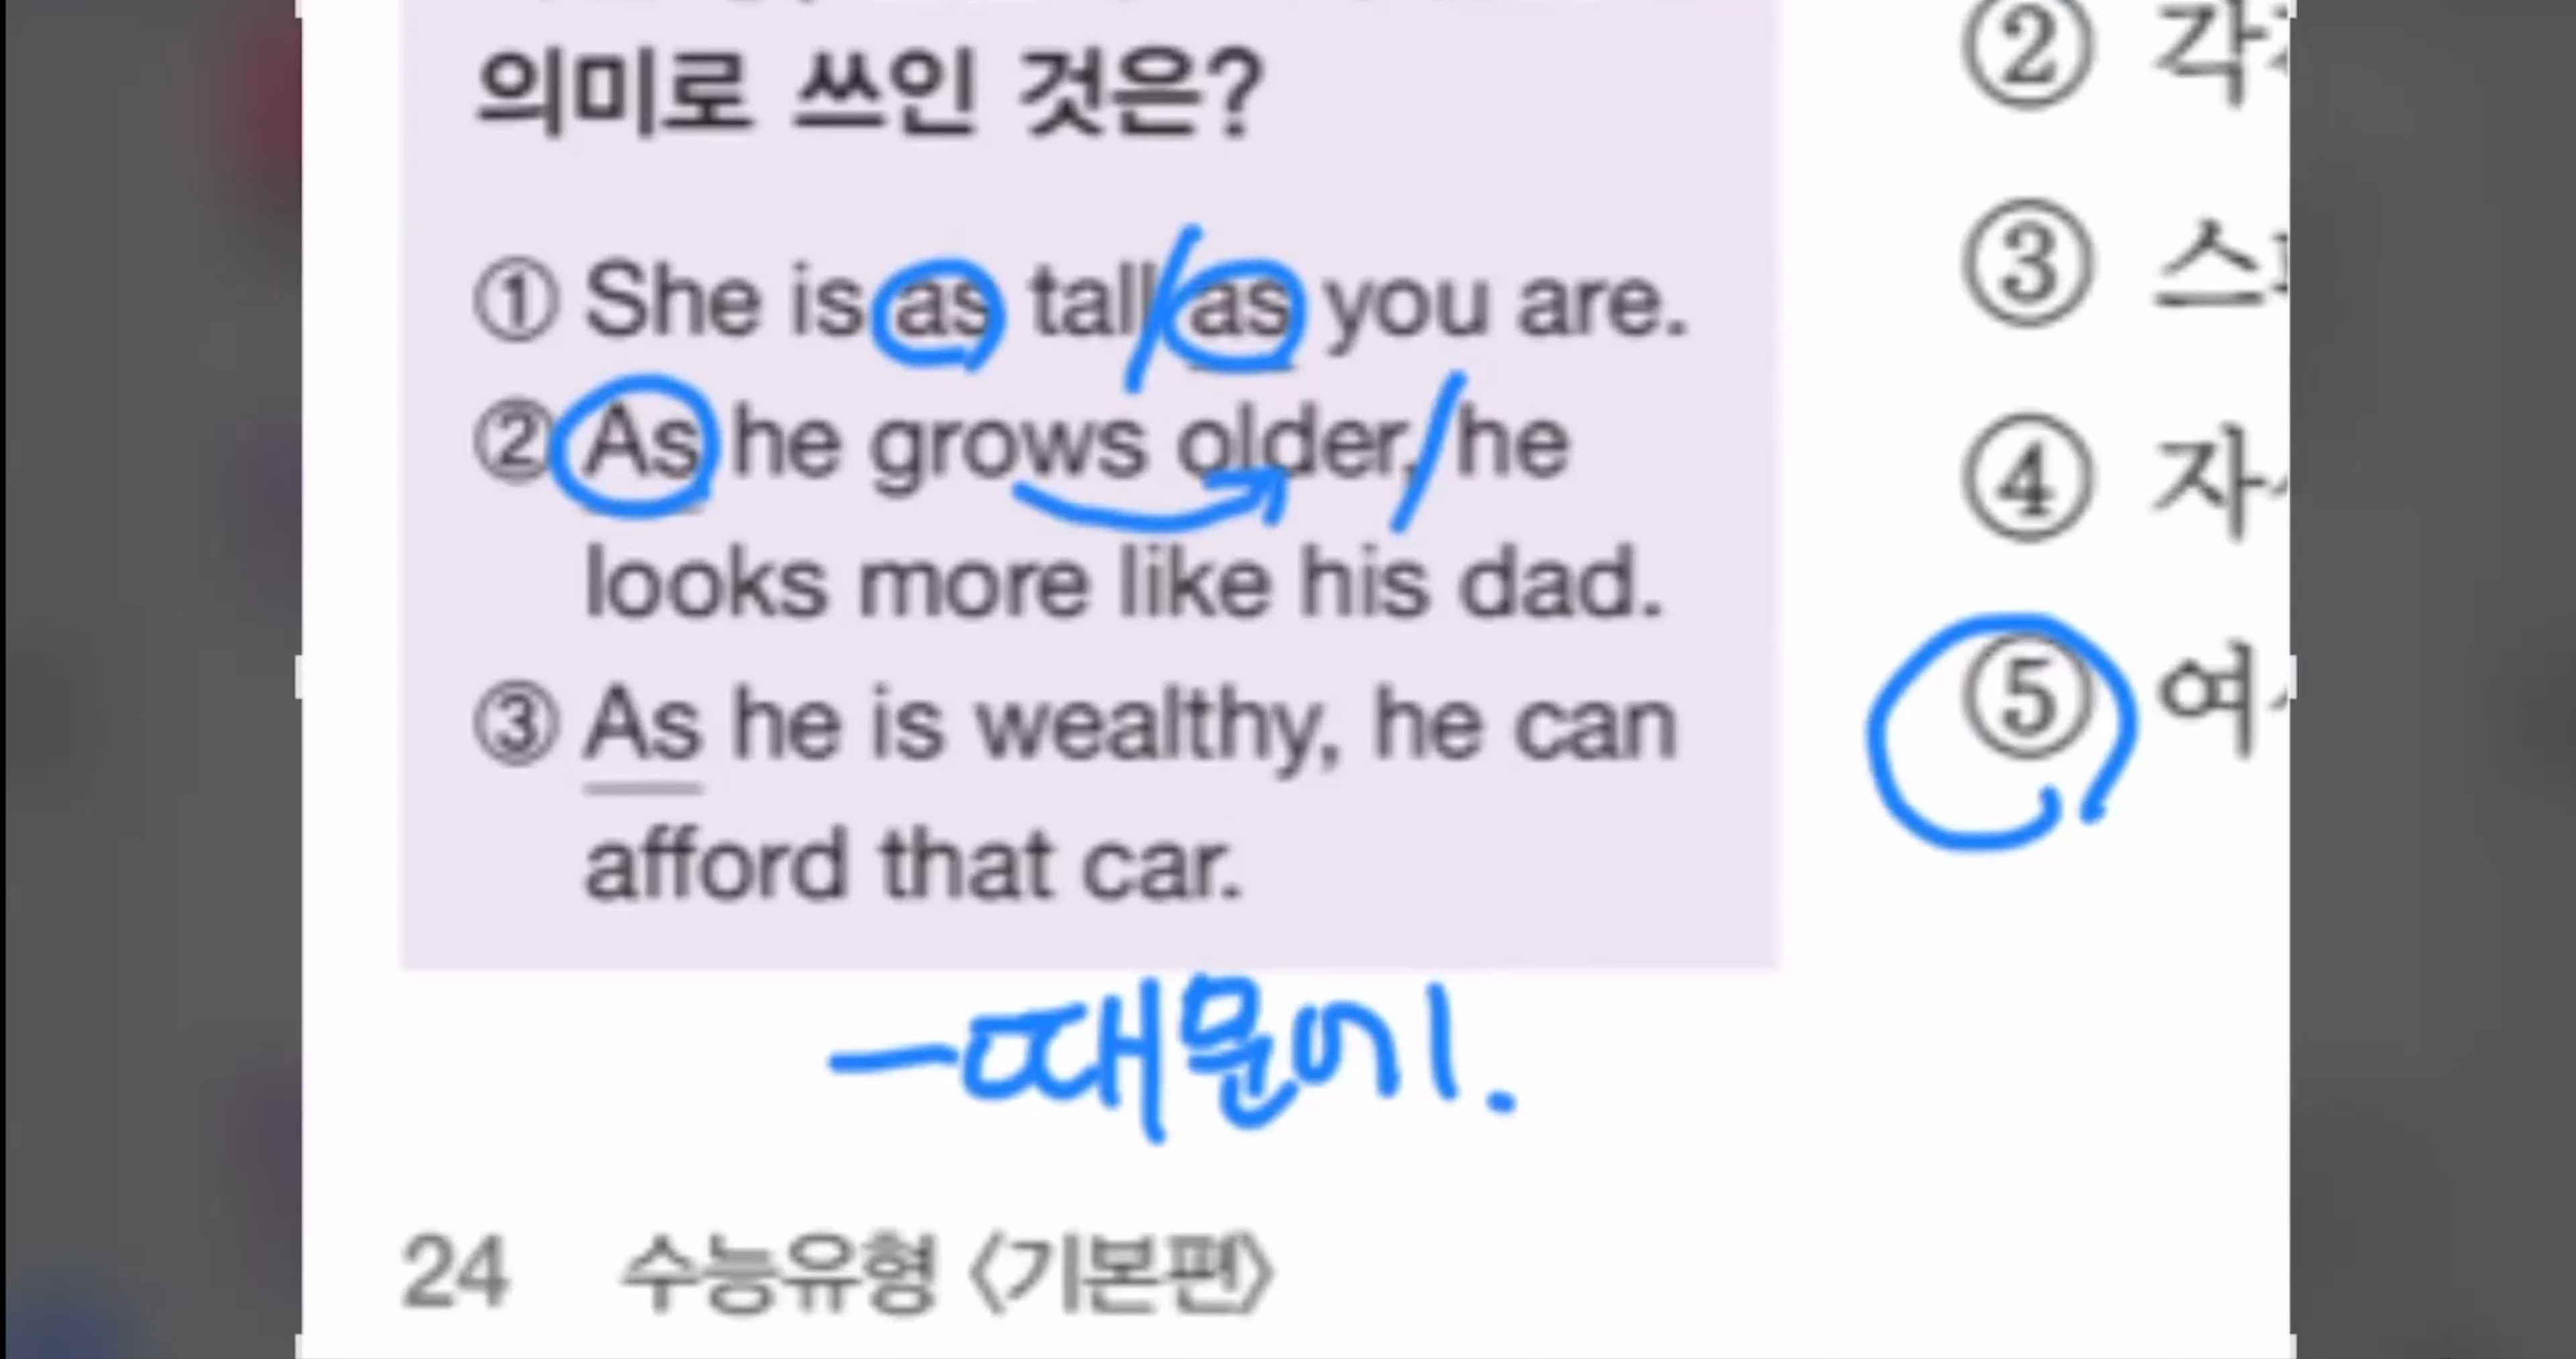 의미로 쓰인 것은?
① She is as tall as you are.
② As he grows older, he
looks more like his dad.
③ As he is wealthy, he can
afford that car.
-때문에.
24 수능유형 〈기본편〉
②
③
④
⑤